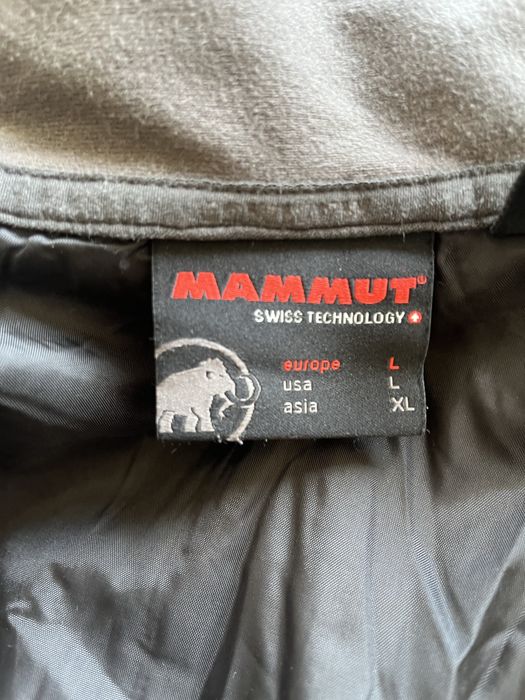 MAMMUT®
SWISS TECHNOLOGY
europe L
usa L
asia XL